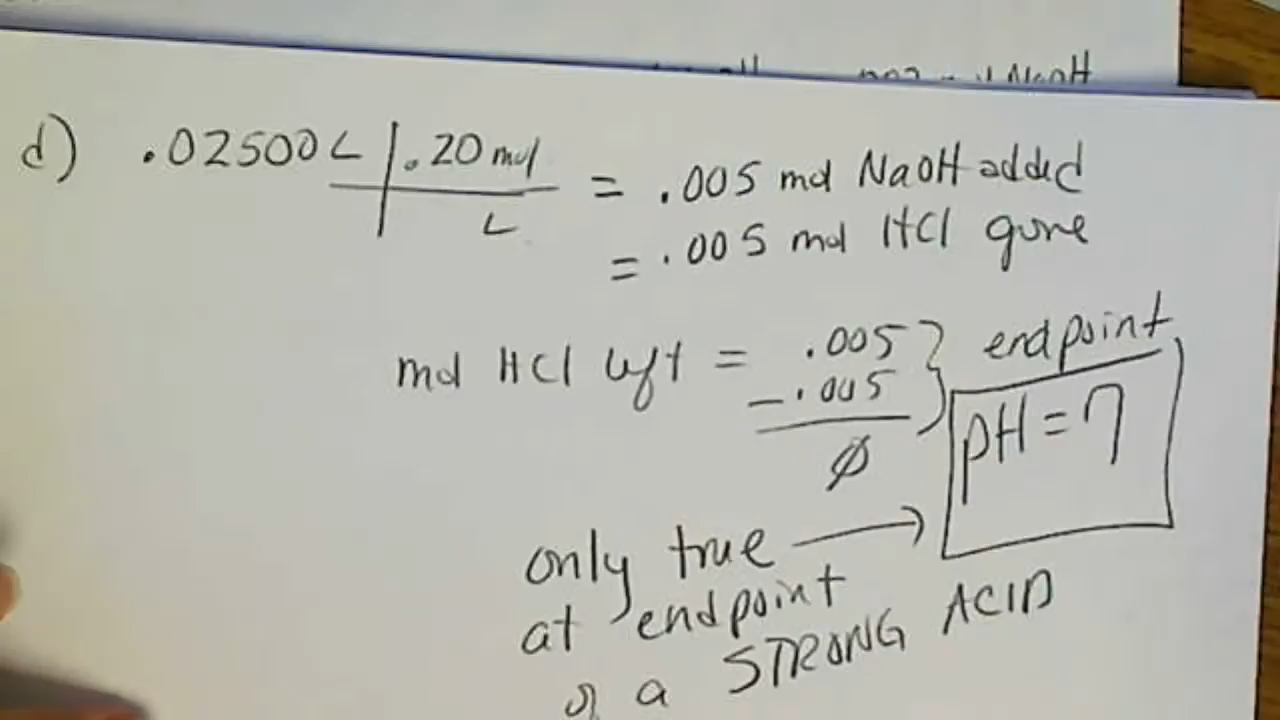 NaOH
d) .02500 L | .20 mol = .005 mol NaOH added
L
= .005 mol HCl gone
mol HCl left = .005 } endpoint
- .005
∅
pH = 7
only true →
at endpoint
of a STRONG ACID